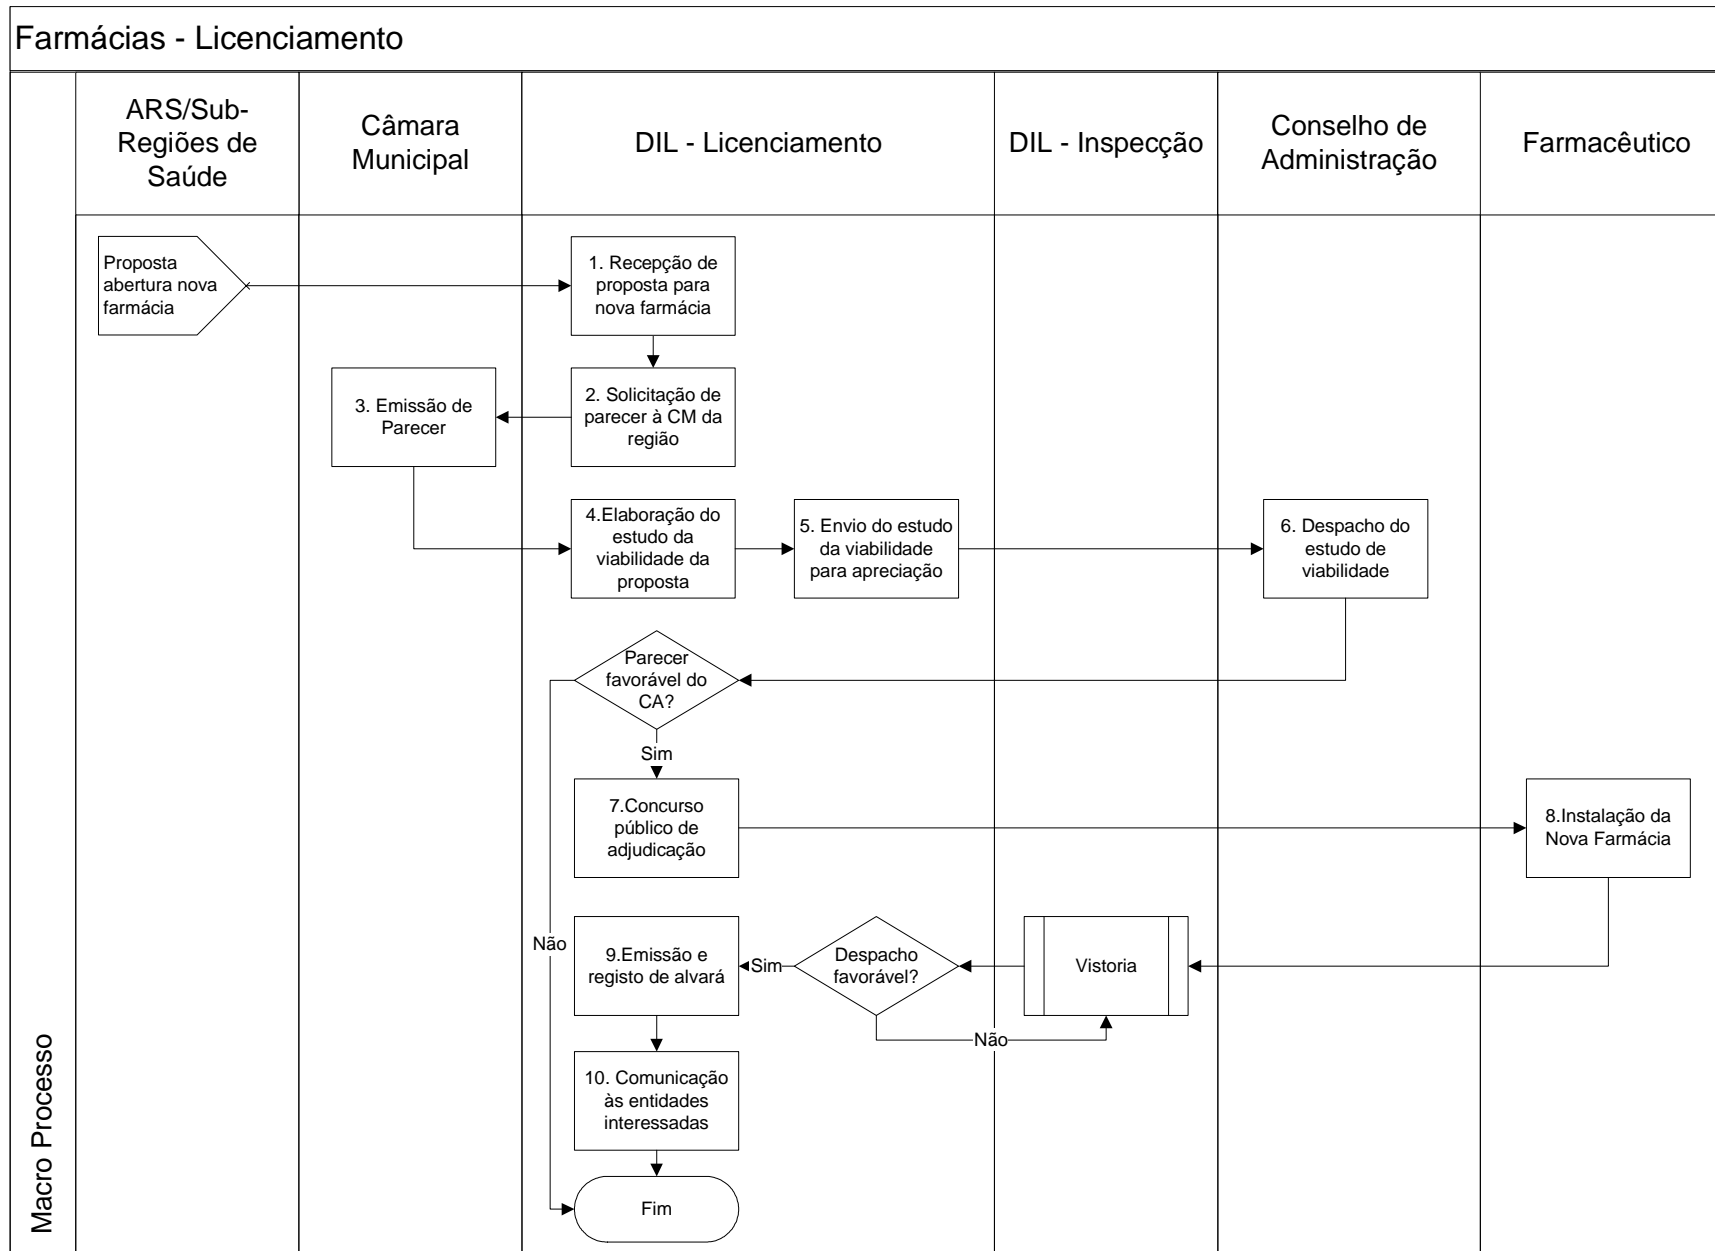 Farmácias - Licenciamento
ARS/Sub-
Regiões de
Saúde
Câmara
Municipal
DIL - Licenciamento
DIL - Inspecção
Conselho de
Administração
Farmacêutico
Macro Processo
Proposta
abertura nova
farmácia
1. Recepção de
proposta para
nova farmácia
3. Emissão de
Parecer
2. Solicitação de
parecer à CM da
região
4.Elaboração do
estudo da
viabilidade da
proposta
5. Envio do estudo
da viabilidade
para apreciação
6. Despacho do
estudo de
viabilidade
Parecer
favorável do
CA?
Sim
7.Concurso
público de
adjudicação
8.Instalação da
Nova Farmácia
Não
9.Emissão e
registo de alvará
Sim
Despacho
favorável?
Vistoria
Não
10. Comunicação
às entidades
interessadas
Fim